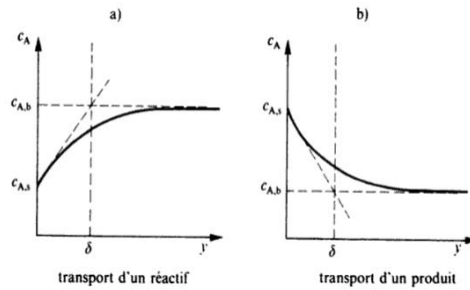 a)
b)
c_A
c_A
c_A,b
c_A,s
c_A,s
c_A,b
δ
y
δ
y
transport d'un réactif
transport d'un produit